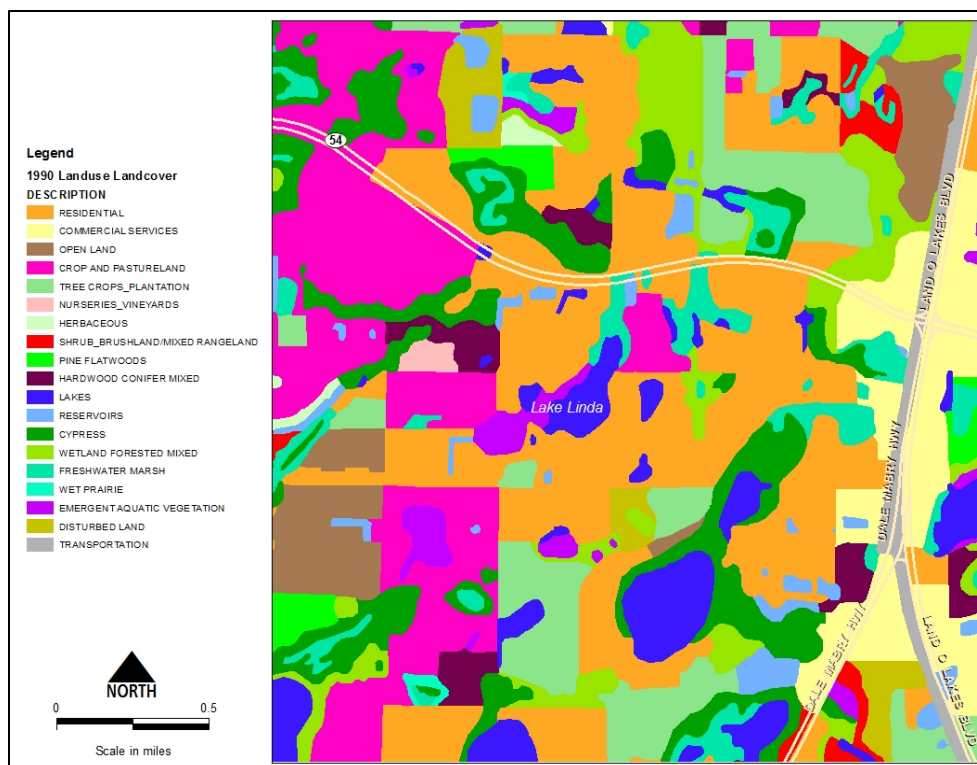 Legend
1990 Landuse Landcover
DESCRIPTION
RESIDENTIAL
COMMERCIAL SERVICES
OPEN LAND
CROP AND PASTURELAND
TREE CROPS_PLANTATION
NURSERIES_VINEYARDS
HERBACEOUS
SHRUB_BRUSHLAND/MIXED RANGELAND
PINE FLATWOODS
HARDWOOD CONIFER MIXED
LAKES
RESERVOIRS
CYPRESS
WETLAND FORESTED MIXED
FRESHWATER MARSH
WET PRAIRIE
EMERGENT AQUATIC VEGETATION
DISTURBED LAND
TRANSPORTATION
NORTH
0 0.5
Scale in miles
54
LAND O LAKES BLVD
Lake Linda
DALE MABRY HWY
DALE MABRY HWY
LAND O LAKES BLVD